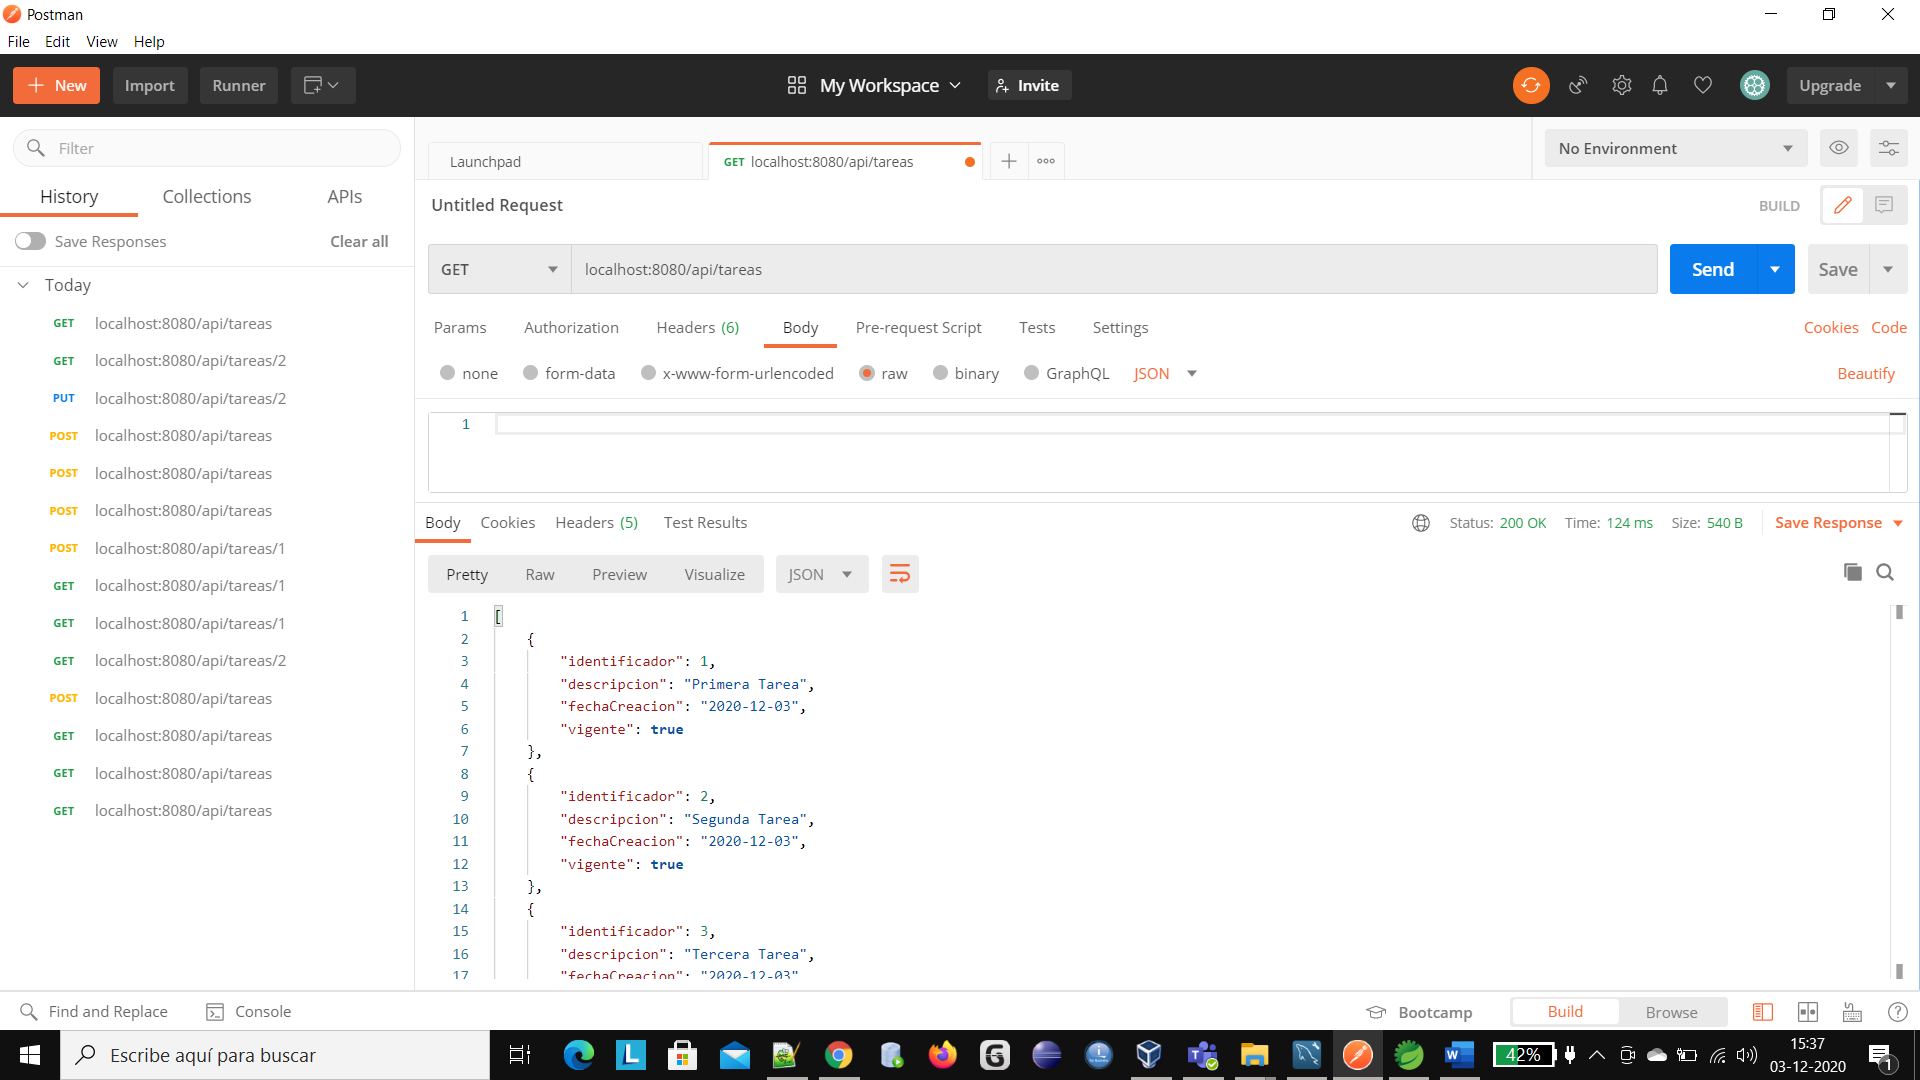 Postman
File Edit View Help
New Import Runner My Workspace Invite Upgrade
Filter
History Collections APIs
Save Responses Clear all
Today
GET localhost:8080/api/tareas
GET localhost:8080/api/tareas/2
PUT localhost:8080/api/tareas/2
POST localhost:8080/api/tareas
POST localhost:8080/api/tareas
POST localhost:8080/api/tareas
POST localhost:8080/api/tareas/1
GET localhost:8080/api/tareas/1
GET localhost:8080/api/tareas/1
GET localhost:8080/api/tareas/2
POST localhost:8080/api/tareas
GET localhost:8080/api/tareas
GET localhost:8080/api/tareas
GET localhost:8080/api/tareas
Launchpad GET localhost:8080/api/tareas No Environment
Untitled Request BUILD
GET localhost:8080/api/tareas Send Save
Params Authorization Headers (6) Body Pre-request Script Tests Settings Cookies Code
none form-data x-www-form-urlencoded raw binary GraphQL JSON Beautify
1
Body Cookies Headers (5) Test Results Status: 200 OK Time: 124 ms Size: 540 B Save Response
Pretty Raw Preview Visualize JSON
1 [
2 {
3 "identificador": 1,
4 "descripcion": "Primera Tarea",
5 "fechaCreacion": "2020-12-03",
6 "vigente": true
7 },
8 {
9 "identificador": 2,
10 "descripcion": "Segunda Tarea",
11 "fechaCreacion": "2020-12-03",
12 "vigente": true
13 },
14 {
15 "identificador": 3,
16 "descripcion": "Tercera Tarea",
17 "fechaCreacion": "2020-12-03"
Find and Replace Console Bootcamp Build Browse
Escribe aquí para buscar
42%
15:37
03-12-2020
1